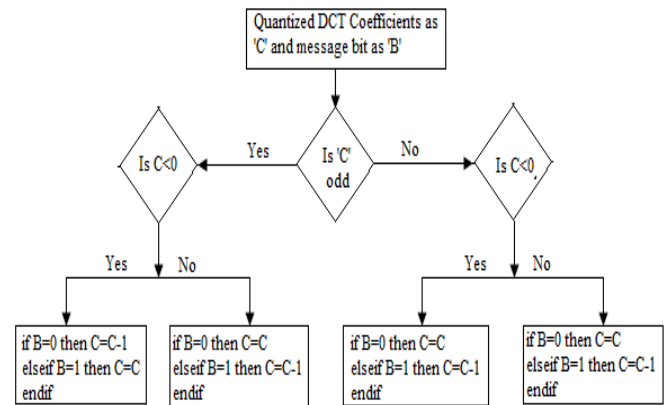 Quantized DCT Coefficients as
'C' and message bit as 'B'
Is C<0
Yes
Is 'C'
odd
No
Is C<0
Yes
No
Yes
No
if B=0 then C=C-1
elseif B=1 then C=C
endif
if B=0 then C=C
elseif B=1 then C=C-1
endif
if B=0 then C=C
elseif B=1 then C=C-1
endif
if B=0 then C=C
elseif B=1 then C=C-1
endif